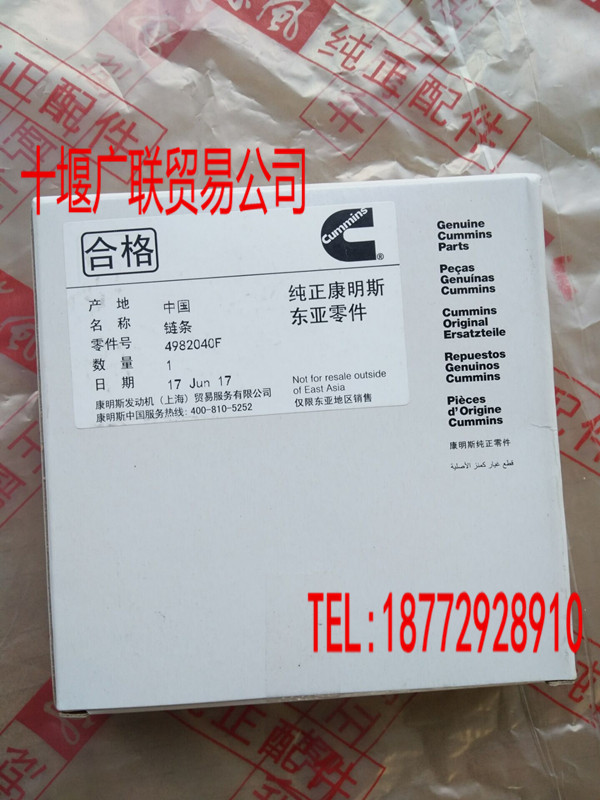 纯正配件
十堰广联贸易公司
合格
Cummins
®
纯正康明斯
东亚零件
产 地 中国
名 称 链条
零件号 4982040F
数 量 1
日 期 17 Jun 17
Not for resale outside
of East Asia
仅限东亚地区销售
康明斯发动机（上海）贸易服务有限公司
康明斯中国服务热线: 400-810-5252
Genuine
Cummins
Parts
Peças
Genuínas
Cummins
Cummins
Original
Ersatzteile
Repuestos
Genuinos
Cummins
Pièces
d'Origine
Cummins
康明斯纯正零件
قطع غيار كمنز الأصلية
TEL:18772928910
纯正配件